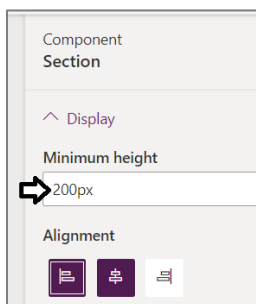 Component
Section
Display
Minimum height
200px
Alignment